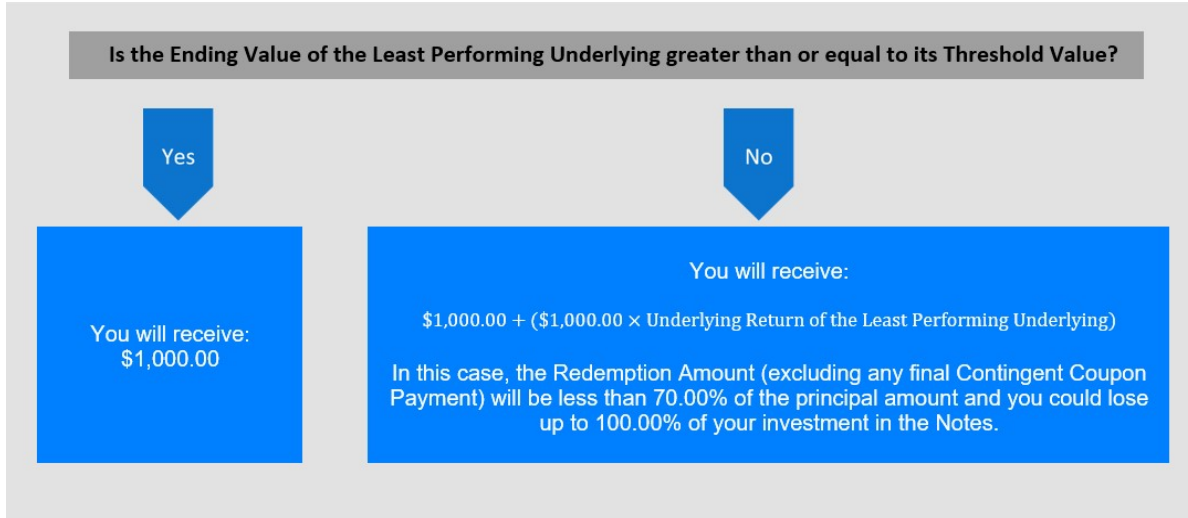 Is the Ending Value of the Least Performing Underlying greater than or equal to its Threshold Value?
Yes
No
You will receive:
$1,000.00
You will receive:
$1,000.00 + ($1,000.00 × Underlying Return of the Least Performing Underlying)
In this case, the Redemption Amount (excluding any final Contingent Coupon
Payment) will be less than 70.00% of the principal amount and you could lose
up to 100.00% of your investment in the Notes.